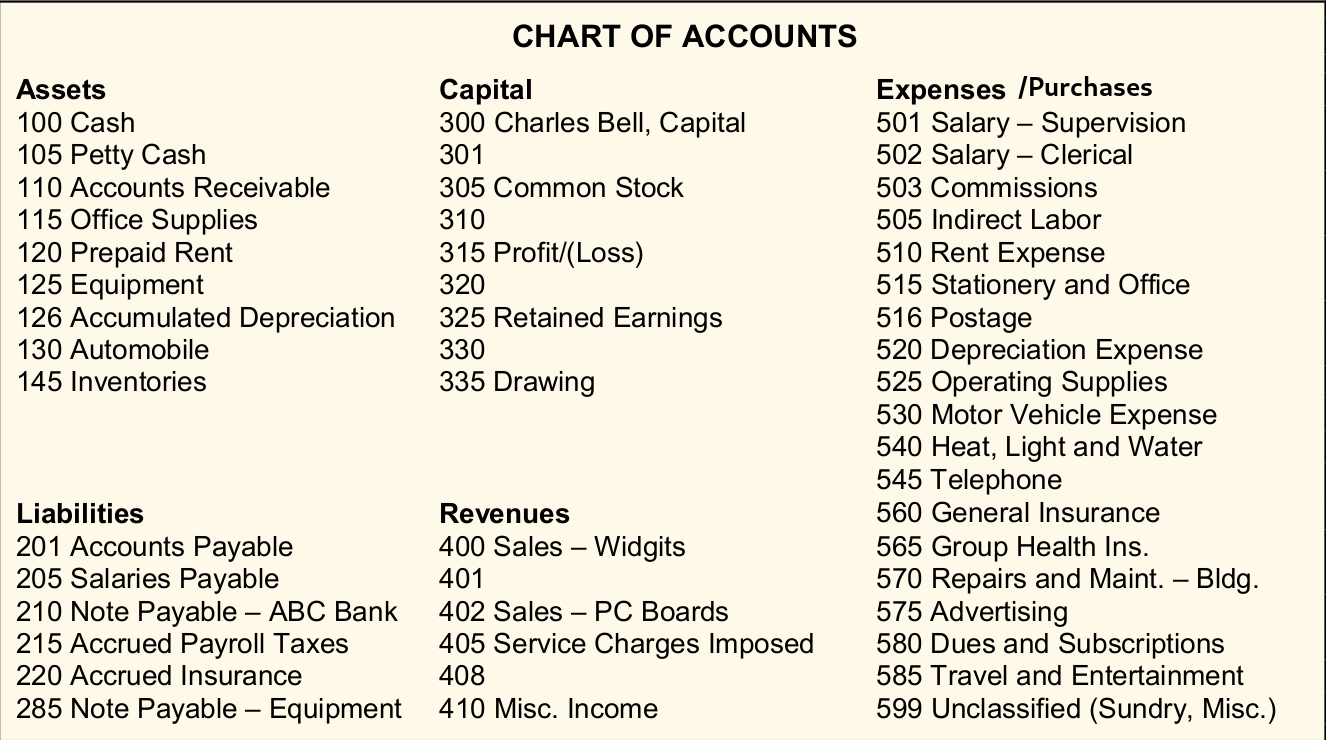 CHART OF ACCOUNTS
Assets
100 Cash
105 Petty Cash
110 Accounts Receivable
115 Office Supplies
120 Prepaid Rent
125 Equipment
126 Accumulated Depreciation
130 Automobile
145 Inventories
Liabilities
201 Accounts Payable
205 Salaries Payable
210 Note Payable – ABC Bank
215 Accrued Payroll Taxes
220 Accrued Insurance
285 Note Payable – Equipment
Capital
300 Charles Bell, Capital
301
305 Common Stock
310
315 Profit/(Loss)
320
325 Retained Earnings
330
335 Drawing
Revenues
400 Sales – Widgits
401
402 Sales – PC Boards
405 Service Charges Imposed
408
410 Misc. Income
Expenses /Purchases
501 Salary – Supervision
502 Salary – Clerical
503 Commissions
505 Indirect Labor
510 Rent Expense
515 Stationery and Office
516 Postage
520 Depreciation Expense
525 Operating Supplies
530 Motor Vehicle Expense
540 Heat, Light and Water
545 Telephone
560 General Insurance
565 Group Health Ins.
570 Repairs and Maint. – Bldg.
575 Advertising
580 Dues and Subscriptions
585 Travel and Entertainment
599 Unclassified (Sundry, Misc.)